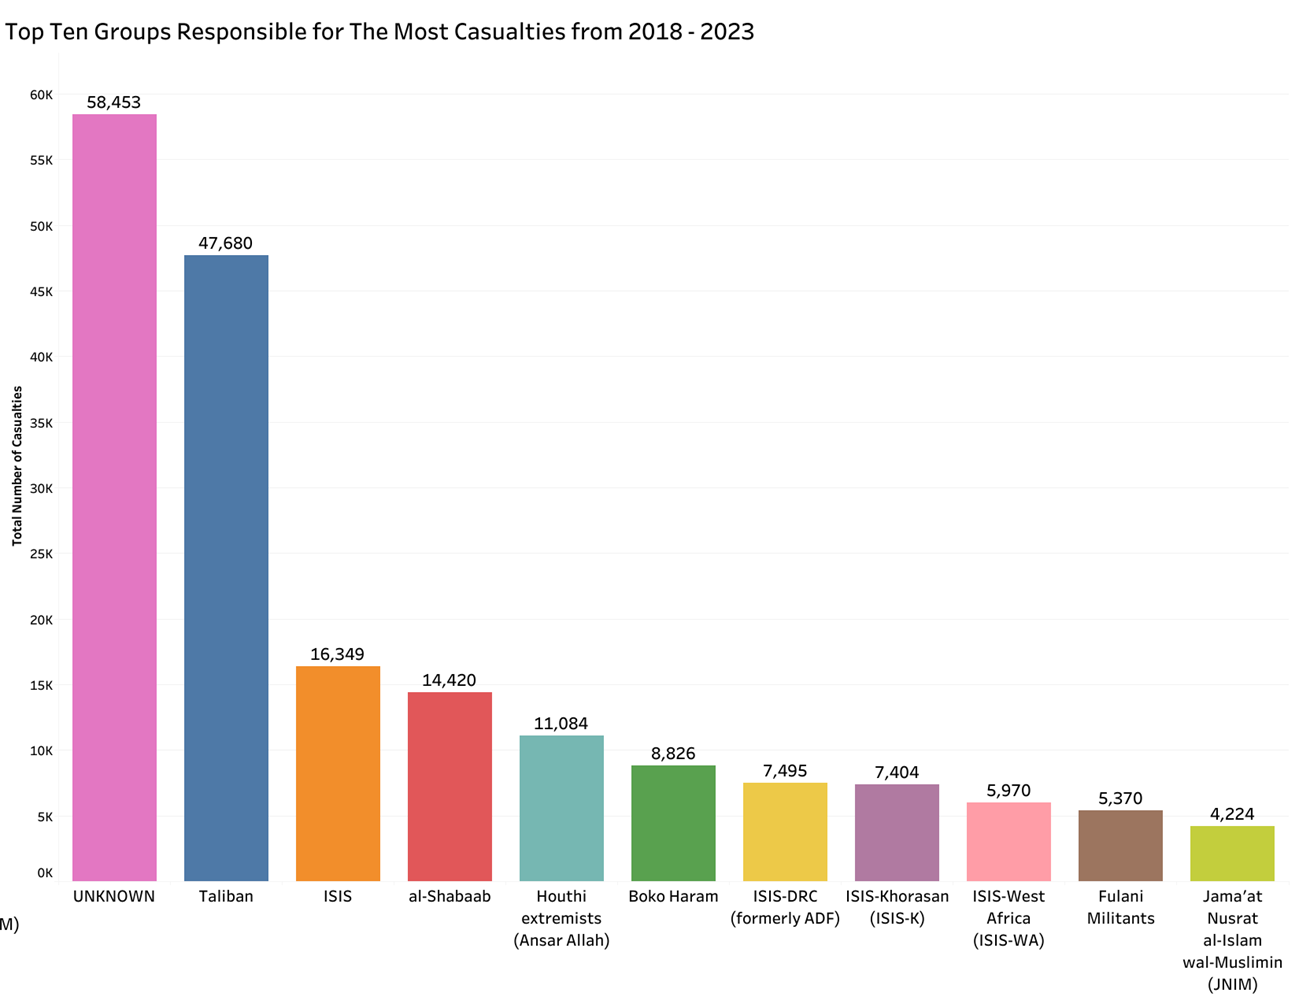 Top Ten Groups Responsible for The Most Casualties from 2018 - 2023
Total Number of Casualties
60K
55K
50K
45K
40K
35K
30K
25K
20K
15K
10K
5K
0K
58,453
47,680
16,349
14,420
11,084
8,826
7,495
7,404
5,970
5,370
4,224
UNKNOWN
Taliban
ISIS
al-Shabaab
Houthi
extremists
(Ansar Allah)
Boko Haram
ISIS-DRC
(formerly ADF)
ISIS-Khorasan
(ISIS-K)
ISIS-West
Africa
(ISIS-WA)
Fulani
Militants
Jama’at
Nusrat
al-Islam
wal-Muslimin
(JNIM)
M)